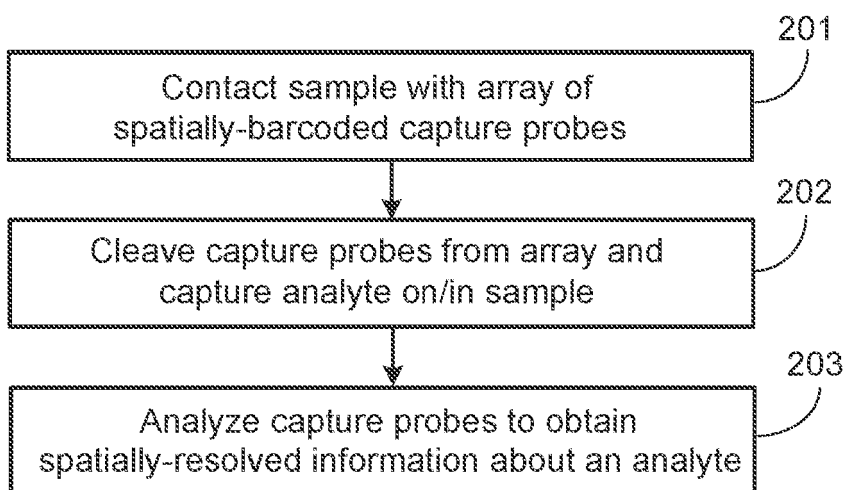 201
Contact sample with array of
spatially-barcoded capture probes
202
Cleave capture probes from array and
capture analyte on/in sample
203
Analyze capture probes to obtain
spatially-resolved information about an analyte